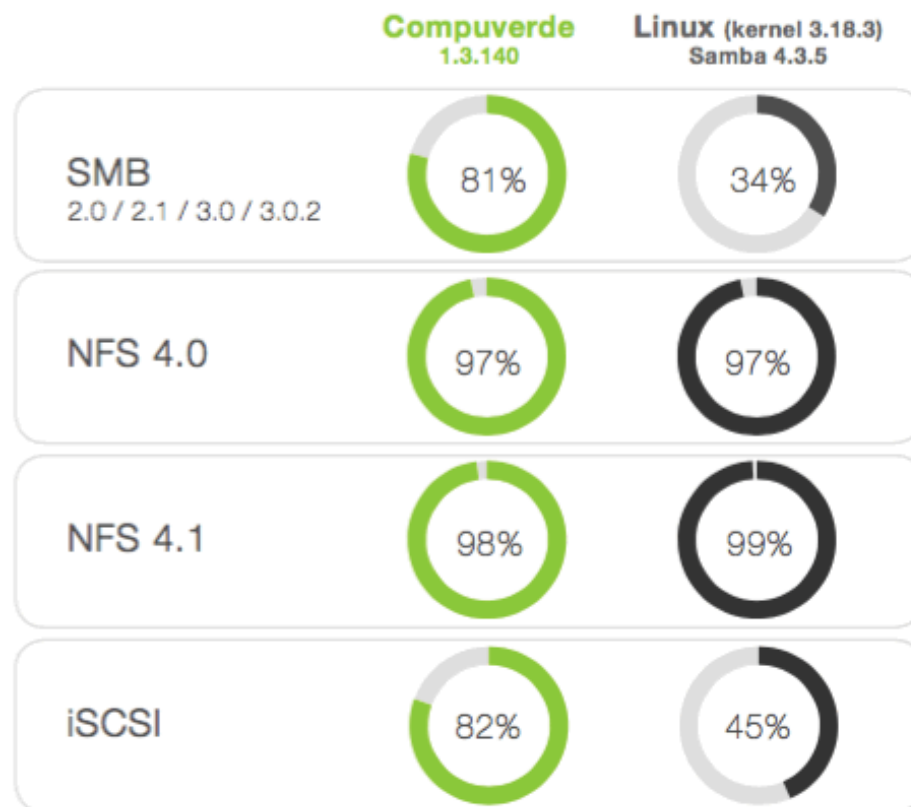 Compuverde Linux (kernel 3.18.3)
1.3.140 Samba 4.3.5
SMB 81% 34%
2.0 / 2.1 / 3.0 / 3.0.2
NFS 4.0 97% 97%
NFS 4.1 98% 99%
iSCSI 82% 45%